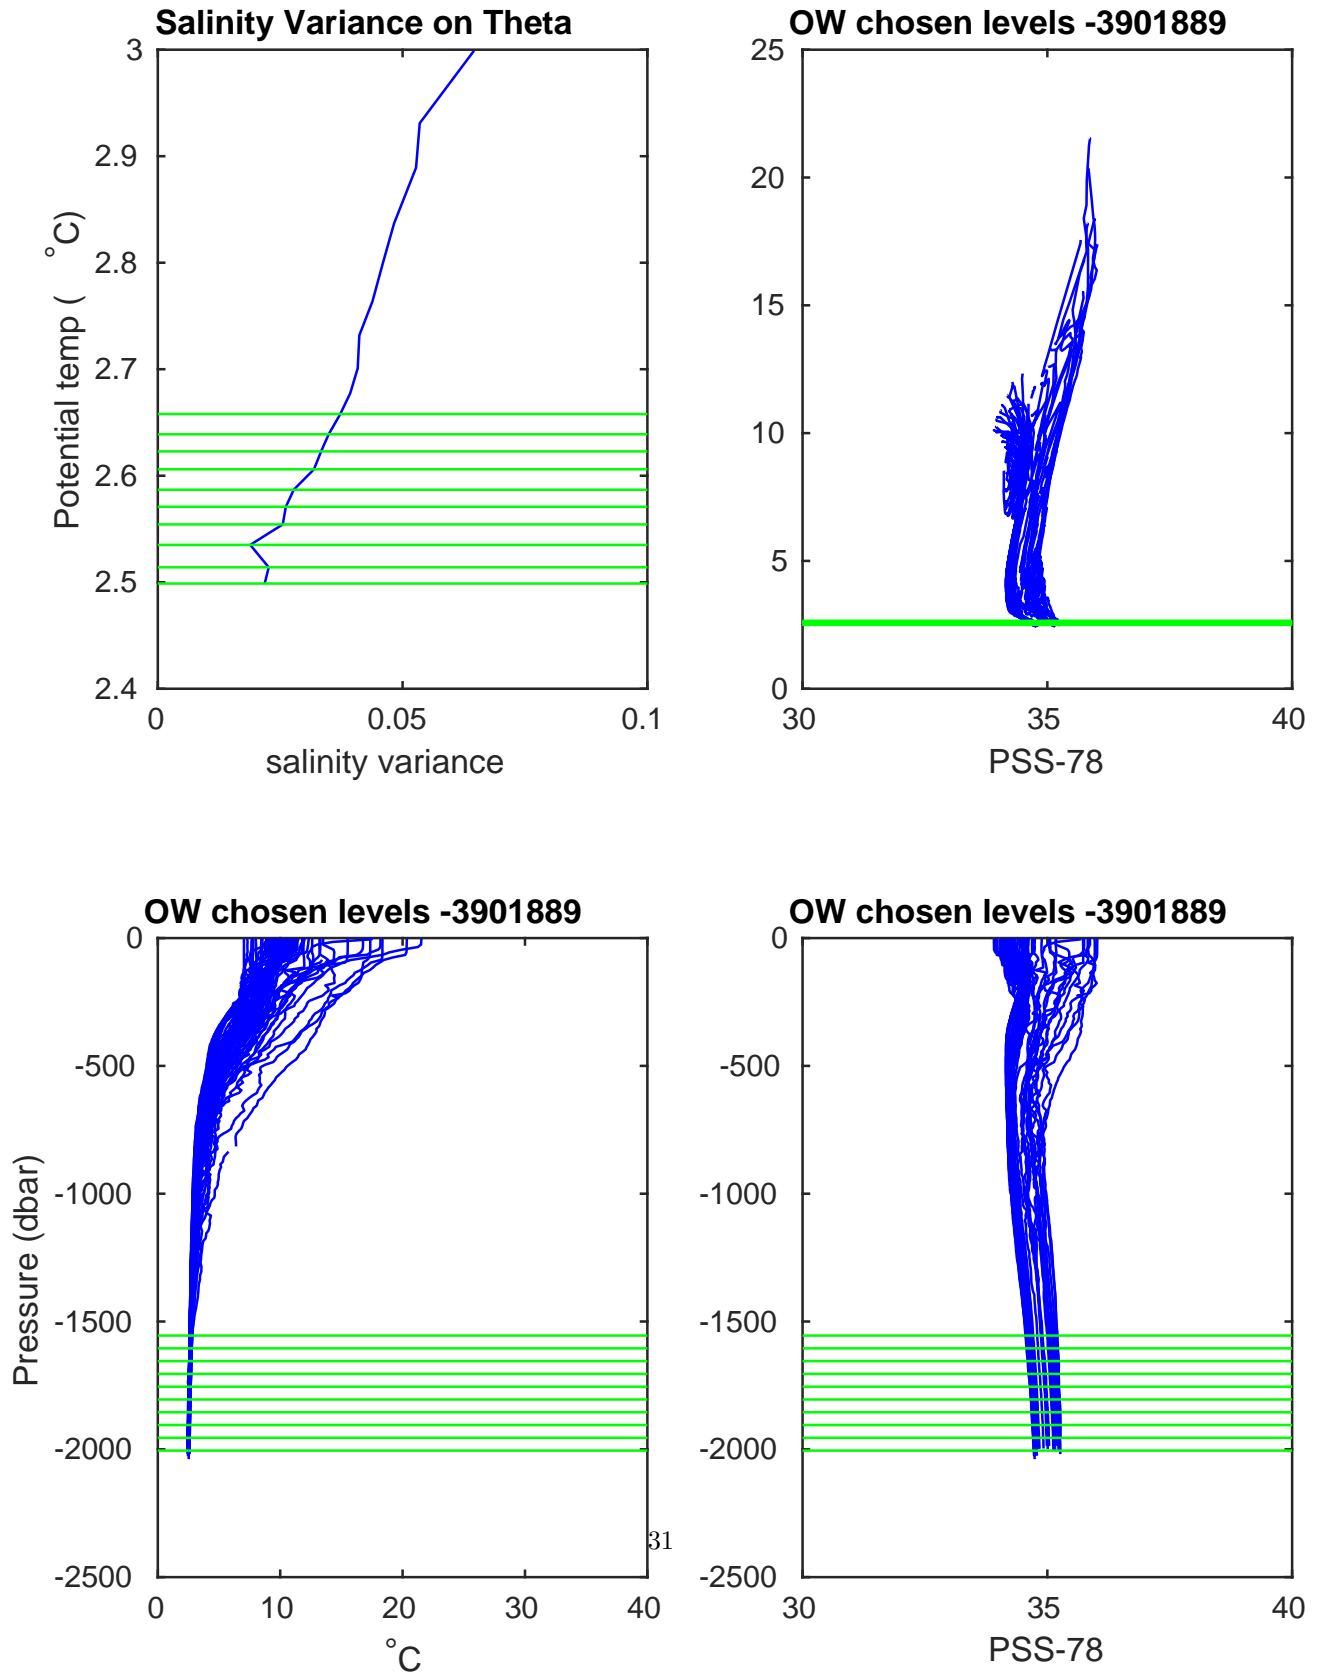 Salinity Variance on Theta
3
2.9
2.8
2.7
2.6
2.5
2.4
Potential temp ( °C)
0 0.05 0.1
salinity variance
OW chosen levels -3901889
25
20
15
10
5
0
30 35 40
PSS-78
OW chosen levels -3901889
0
-500
-1000
-1500
-2000
-2500
Pressure (dbar)
0 10 20 30 40
°C
OW chosen levels -3901889
0
-500
-1000
-1500
-2000
-2500
30 35 40
PSS-78
31